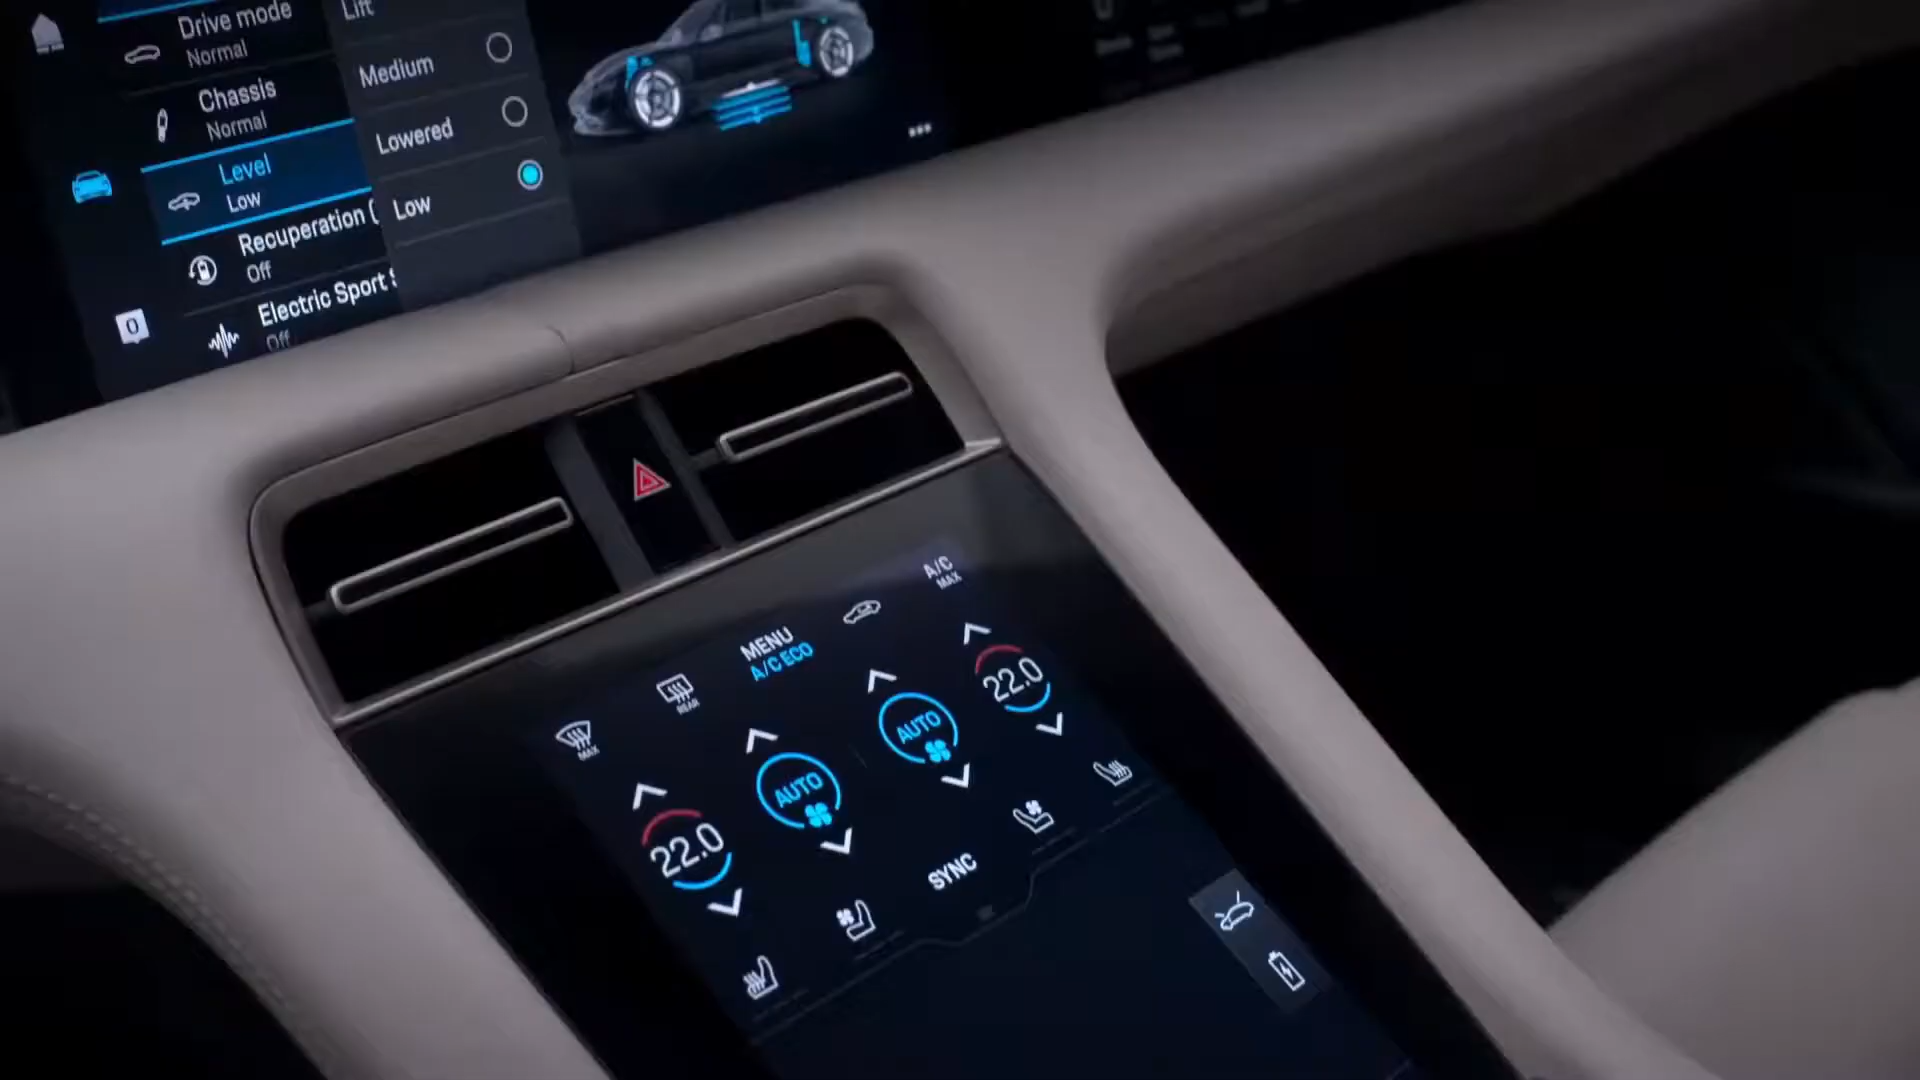 Drive mode
Normal
Chassis
Normal
Level
Low
Recuperation (
Off
Electric Sport S
Off
0
Lift
Medium
Lowered
Low
A/C
MAX
MENU
A/C ECO
REAR
MAX
22.0
AUTO
AUTO
22.0
SYNC